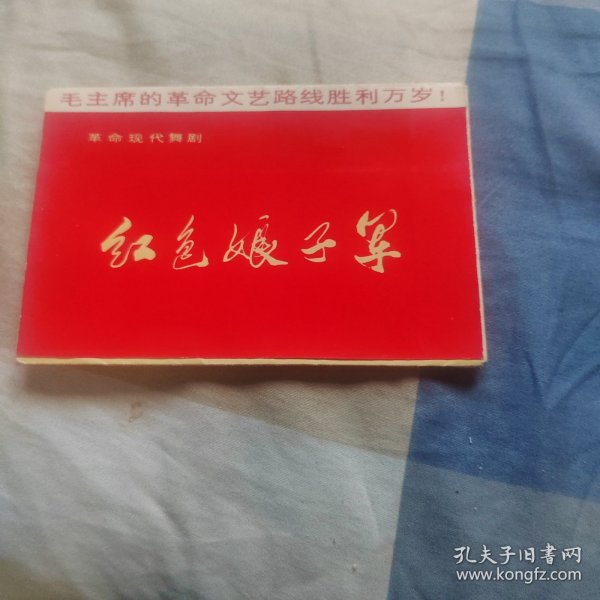 毛主席的革命文艺路线胜利万岁！
革命现代舞剧
红色娘子军
孔夫子旧書网
www.kongfz.com